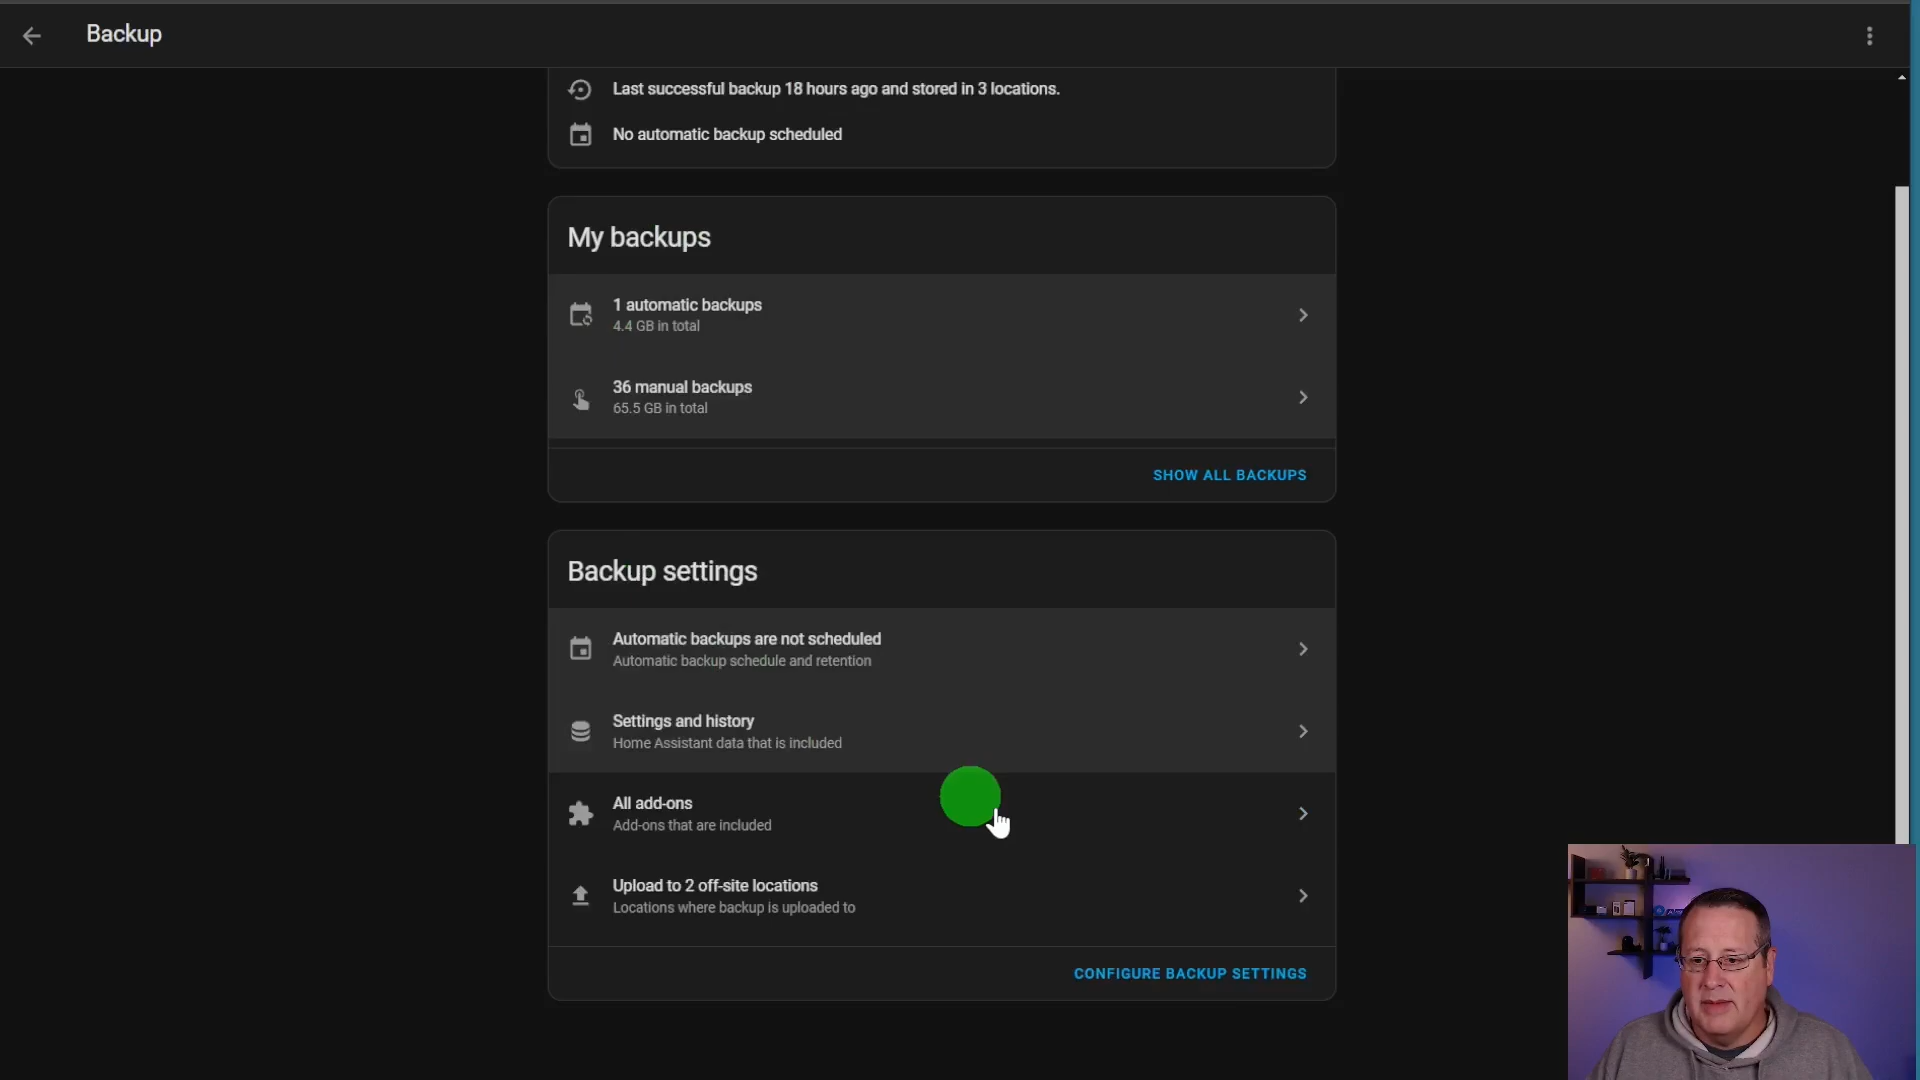 Backup
Last successful backup 18 hours ago and stored in 3 locations.
No automatic backup scheduled
My backups
1 automatic backups
4.4 GB in total
36 manual backups
65.5 GB in total
SHOW ALL BACKUPS
Backup settings
Automatic backups are not scheduled
Automatic backup schedule and retention
Settings and history
Home Assistant data that is included
All add-ons
Add-ons that are included
Upload to 2 off-site locations
Locations where backup is uploaded to
CONFIGURE BACKUP SETTINGS